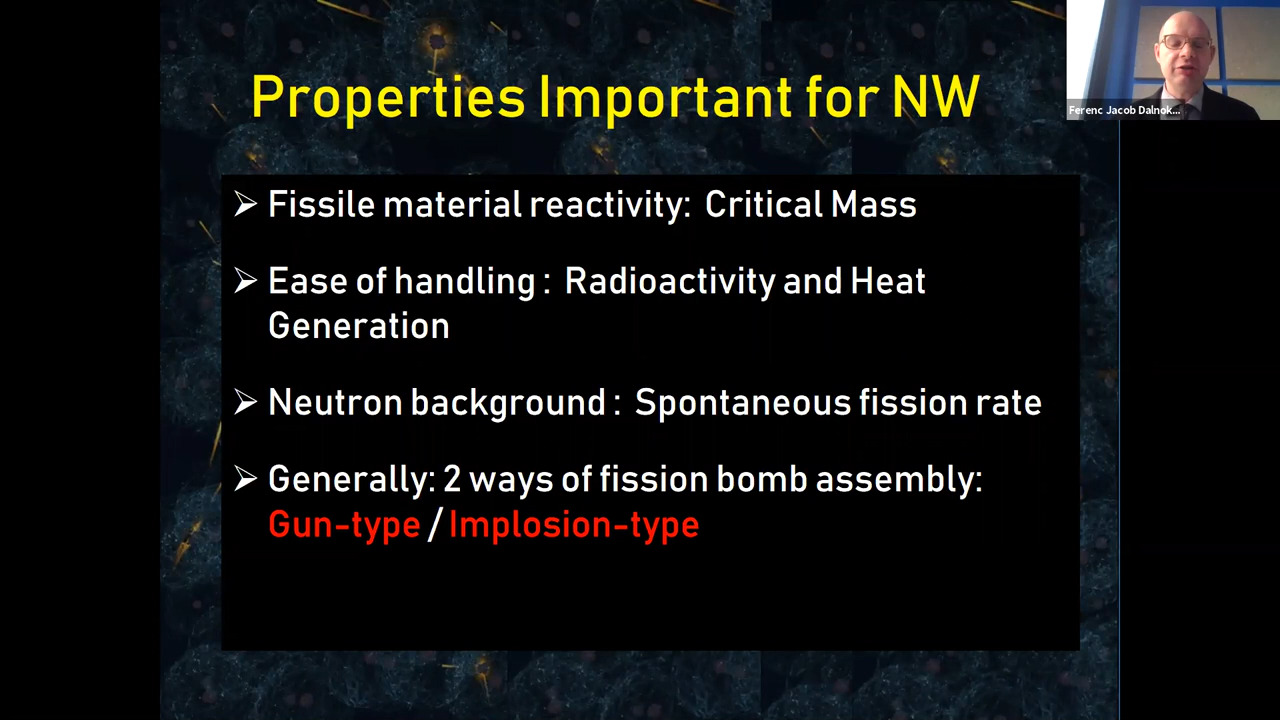 Properties Important for NW
Ferenc Jacob Dalnok...
➢ Fissile material reactivity: Critical Mass
➢ Ease of handling : Radioactivity and Heat
Generation
➢ Neutron background : Spontaneous fission rate
➢ Generally: 2 ways of fission bomb assembly:
Gun-type / Implosion-type